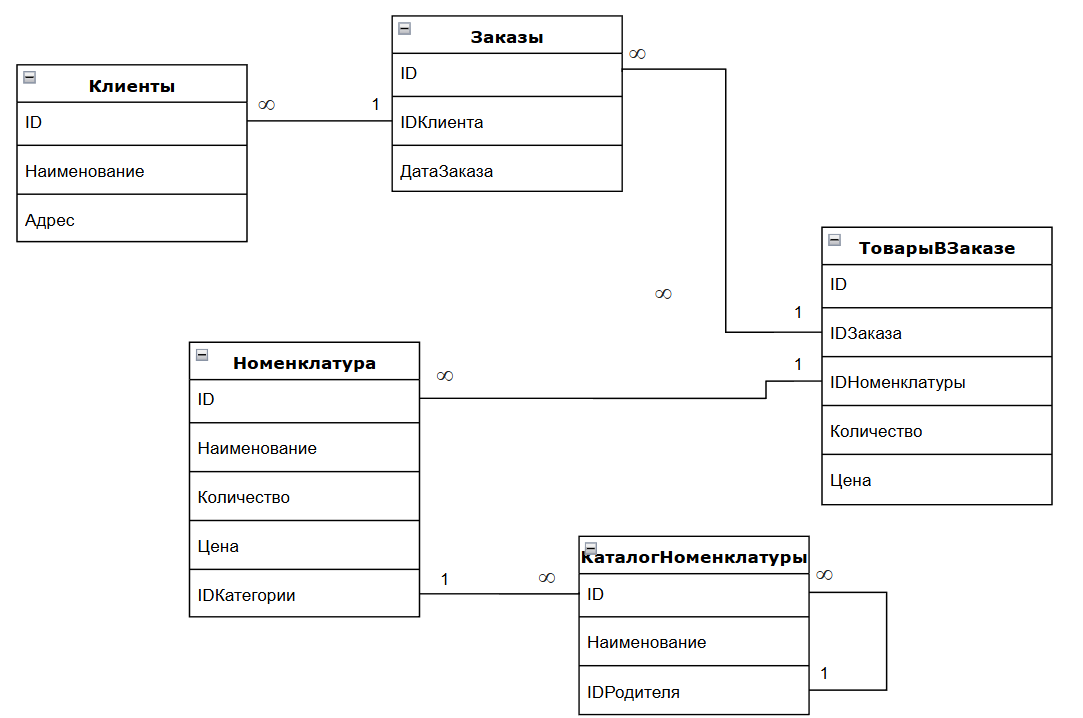 Клиенты
ID
Наименование
Адрес
∞
1
Заказы
ID
IDКлиента
ДатаЗаказа
∞
∞
1
1
ТоварыВЗаказе
ID
IDЗаказа
IDНоменклатуры
Количество
Цена
Номенклатура
ID
Наименование
Количество
Цена
IDКатегории
∞
1
∞
КаталогНоменклатуры
ID
Наименование
IDРодителя
∞
1